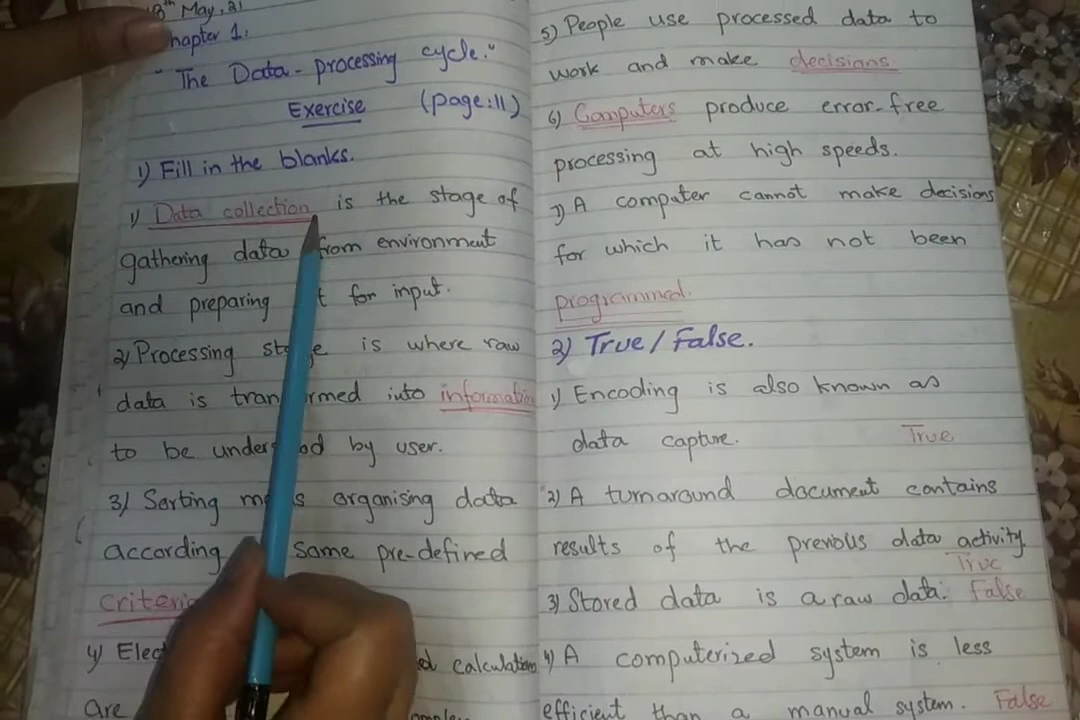 8th May, 21
hapter 1.
"The Data-processing cycle."
Exercise (page:11)
1) Fill in the blanks.
1) Data collection is the stage of
gathering data from environment
and preparing t for input.
2) Processing st e is where raw
data is tran rmed into information
to be under od by user.
3) Sorting m s organising data
according some pre-defined
criteria
4) Elec ed calculation
are
5) People use processed data to
work and make decisions.
6) Computers produce error-free
processing at high speeds.
7) A computer cannot make decisions
for which it has not been
programmed.
2) True/False.
1) Encoding is also known as
data capture. True
2) A turnaround document contains
results of the previous data activity.
True
3) Stored data is a raw data. False
4) A computerized system is less
efficient than a manual system. False